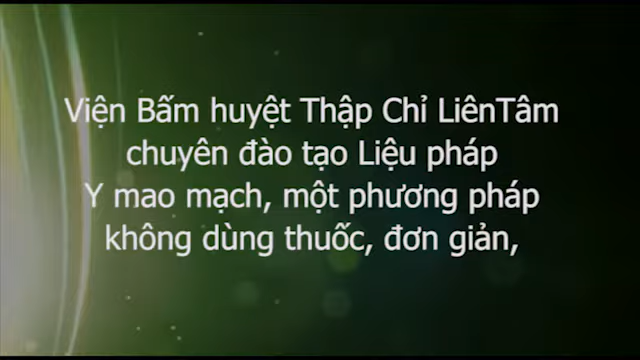 Viện Bấm huyệt Thập Chỉ LiênTâm
chuyên đào tạo Liệu pháp
Y mao mạch, một phương pháp
không dùng thuốc, đơn giản,